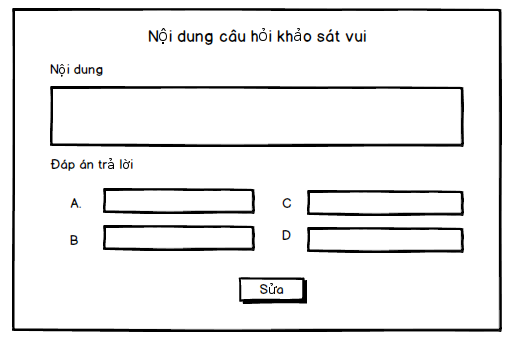 Nội dung câu hỏi khảo sát vui
Nội dung
Đáp án trả lời
A.
C
B
D
Sửa